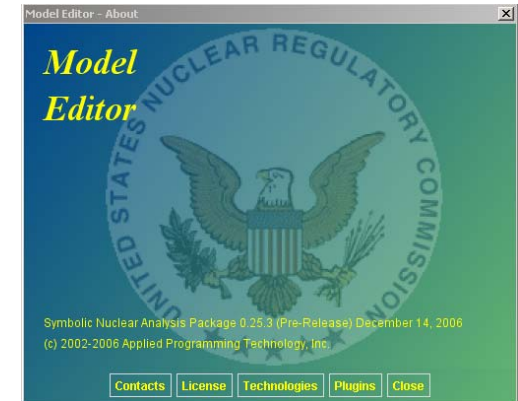 Model Editor - About
Model
Editor
UNITED STATES NUCLEAR REGULATORY COMMISSION
Symbolic Nuclear Analysis Package 0.25.3 (Pre-Release) December 14, 2006
(c) 2002-2006 Applied Programming Technology, Inc.
Contacts License Technologies Plugins Close